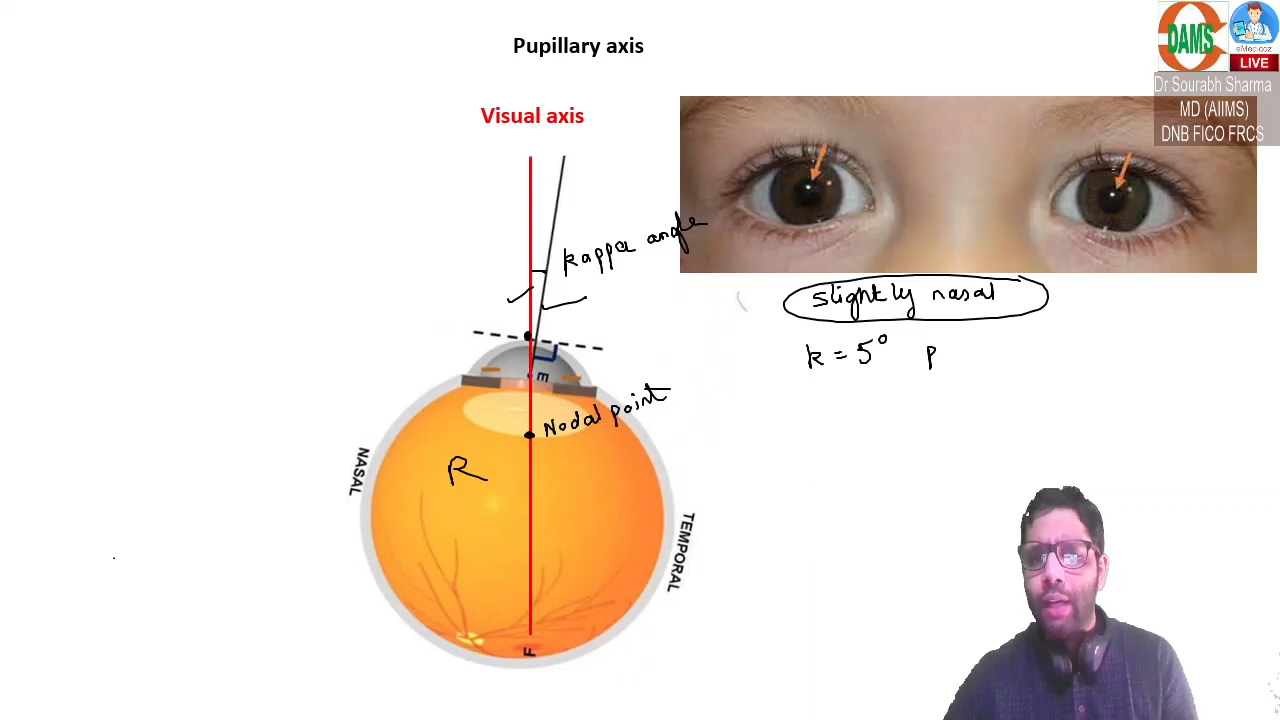 Pupillary axis
Visual axis
DAMS
eMedicoz
LIVE
Dr Sourabh Sharma
MD (AIIMS)
DNB FICO FRCS
kappa angle
slightly nasal
k = 5° P
E
Nodal point
R
NASAL
TEMPORAL
F